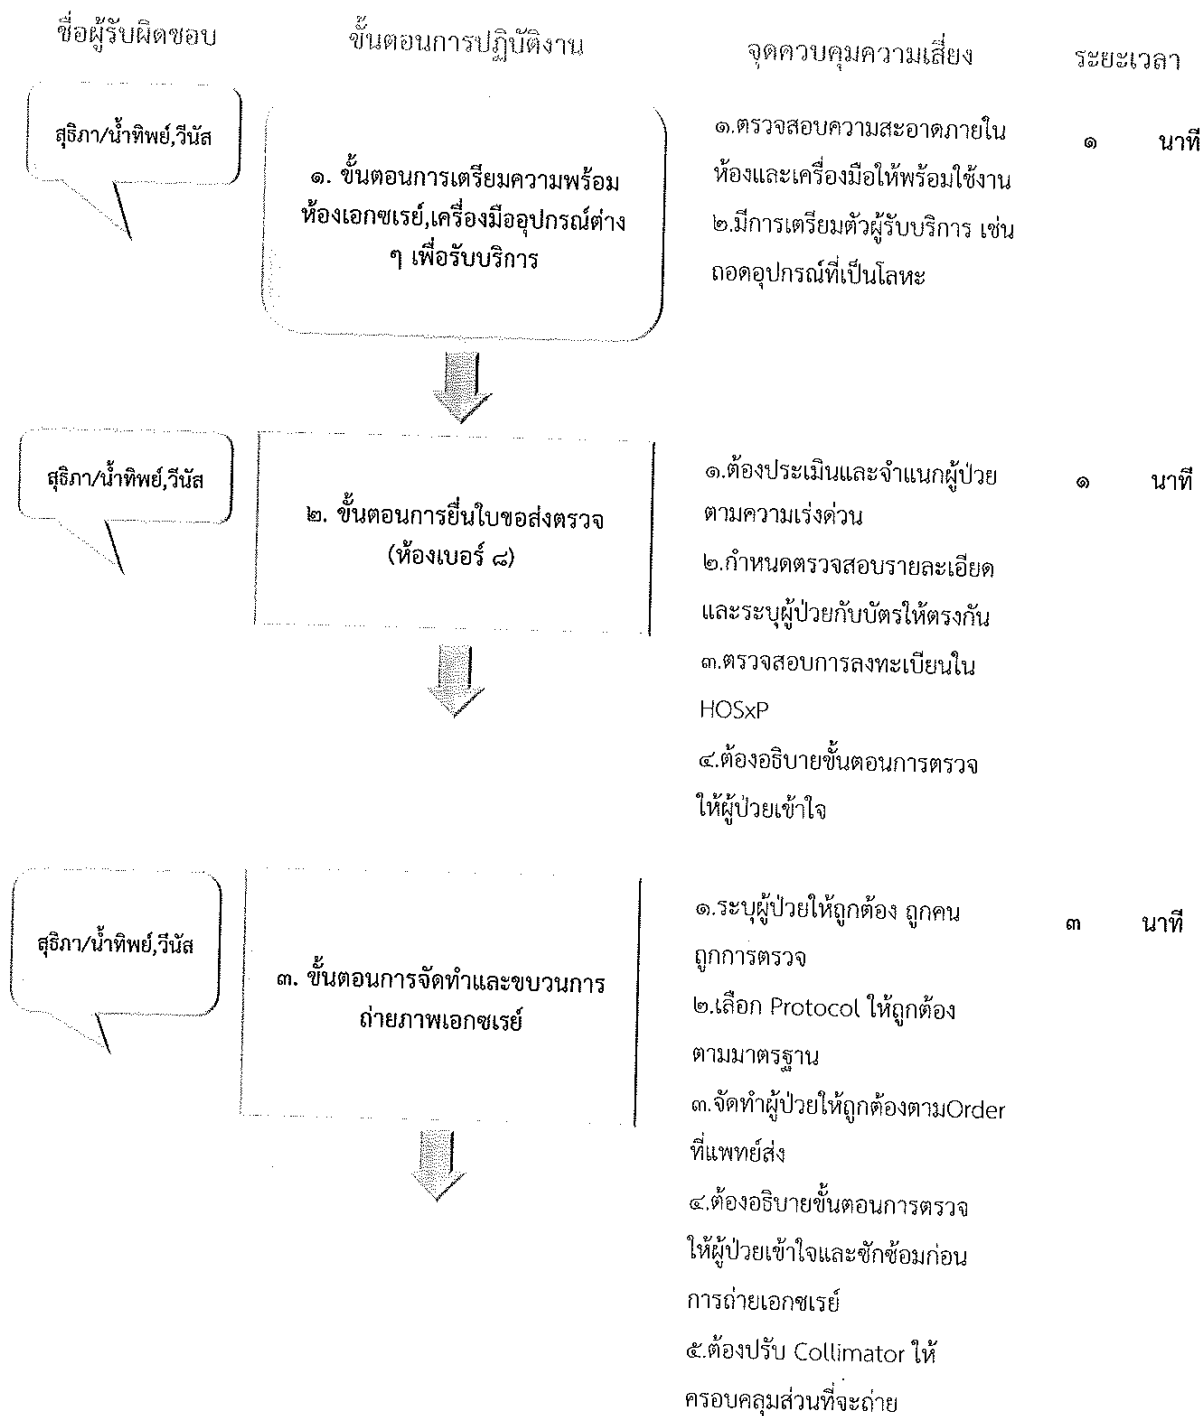 ชื่อผู้รับผิดชอบ
ขั้นตอนการปฏิบัติงาน
จุดควบคุมความเสี่ยง
ระยะเวลา
สุธิภา/น้ำทิพย์,วีนัส
๑. ขั้นตอนการเตรียมความพร้อม
ห้องเอกซเรย์,เครื่องมืออุปกรณ์ต่าง
ๆ เพื่อรับบริการ
๑.ตรวจสอบความสะอาดภายใน
ห้องและเครื่องมือให้พร้อมใช้งาน
๒.มีการเตรียมตัวผู้รับบริการ เช่น
ถอดอุปกรณ์ที่เป็นโลหะ
๑ นาที
สุธิภา/น้ำทิพย์,วีนัส
๒. ขั้นตอนการยื่นใบขอส่งตรวจ
(ห้องเบอร์ ๘)
๑.ต้องประเมินและจำแนกผู้ป่วย
ตามความเร่งด่วน
๒.กำหนดตรวจสอบรายละเอียด
และระบุผู้ป่วยกับบัตรให้ตรงกัน
๓.ตรวจสอบการลงทะเบียนใน
HOSxP
๔.ต้องอธิบายขั้นตอนการตรวจ
ให้ผู้ป่วยเข้าใจ
๑ นาที
สุธิภา/น้ำทิพย์,วีนัส
๓. ขั้นตอนการจัดทำและขบวนการ
ถ่ายภาพเอกซเรย์
๑.ระบุผู้ป่วยให้ถูกต้อง ถูกคน
ถูกการตรวจ
๒.เลือก Protocol ให้ถูกต้อง
ตามมาตรฐาน
๓.จัดทำผู้ป่วยให้ถูกต้องตามOrder
ที่แพทย์ส่ง
๔.ต้องอธิบายขั้นตอนการตรวจ
ให้ผู้ป่วยเข้าใจและซักซ้อมก่อน
การถ่ายเอกซเรย์
๕.ต้องปรับ Collimator ให้
ครอบคลุมส่วนที่จะถ่าย
๓ นาที